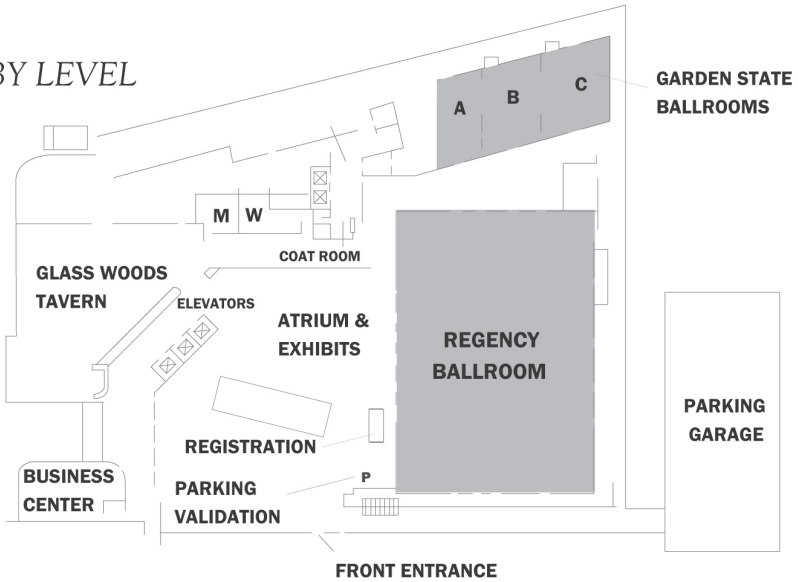 BY LEVEL
A
B
C
GARDEN STATE
BALLROOMS
M
W
COAT ROOM
GLASS WOODS
TAVERN
ELEVATORS
ATRIUM &
EXHIBITS
REGENCY
BALLROOM
PARKING
GARAGE
REGISTRATION
BUSINESS
CENTER
P
PARKING
VALIDATION
FRONT ENTRANCE